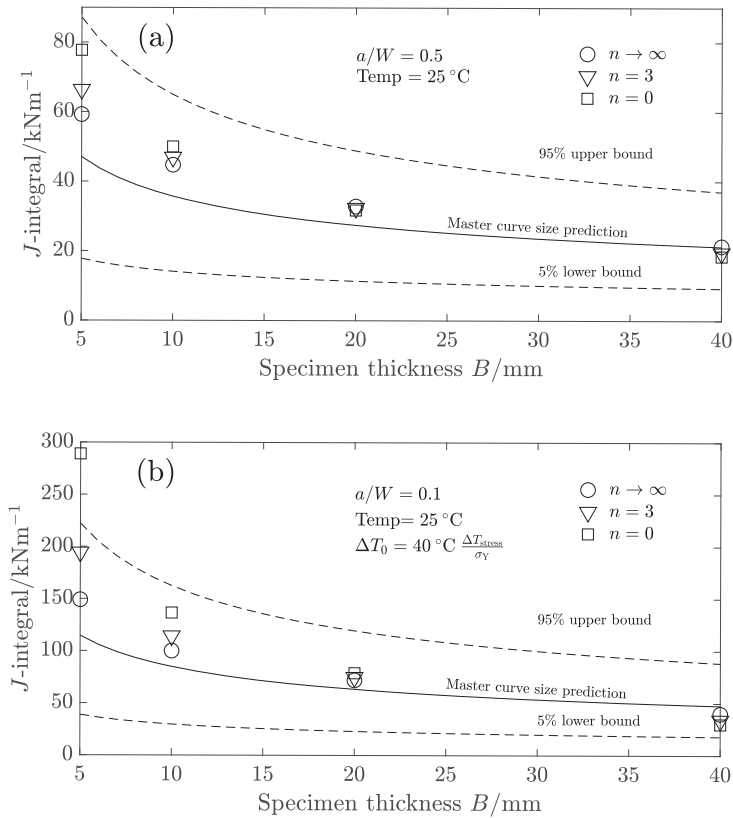 (a)
a/W = 0.5
Temp = 25 °C
n → ∞
n = 3
n = 0
95% upper bound
Master curve size prediction
5% lower bound
J-integral/kNm⁻¹
80
60
40
20
0
5 10 15 20 25 30 35 40
Specimen thickness B/mm
(b)
a/W = 0.1
Temp= 25 °C
ΔT₀ = 40 °C ΔT_stress/σ_Y
n → ∞
n = 3
n = 0
95% upper bound
Master curve size prediction
5% lower bound
J-integral/kNm⁻¹
300
250
200
150
100
50
0
5 10 15 20 25 30 35 40
Specimen thickness B/mm